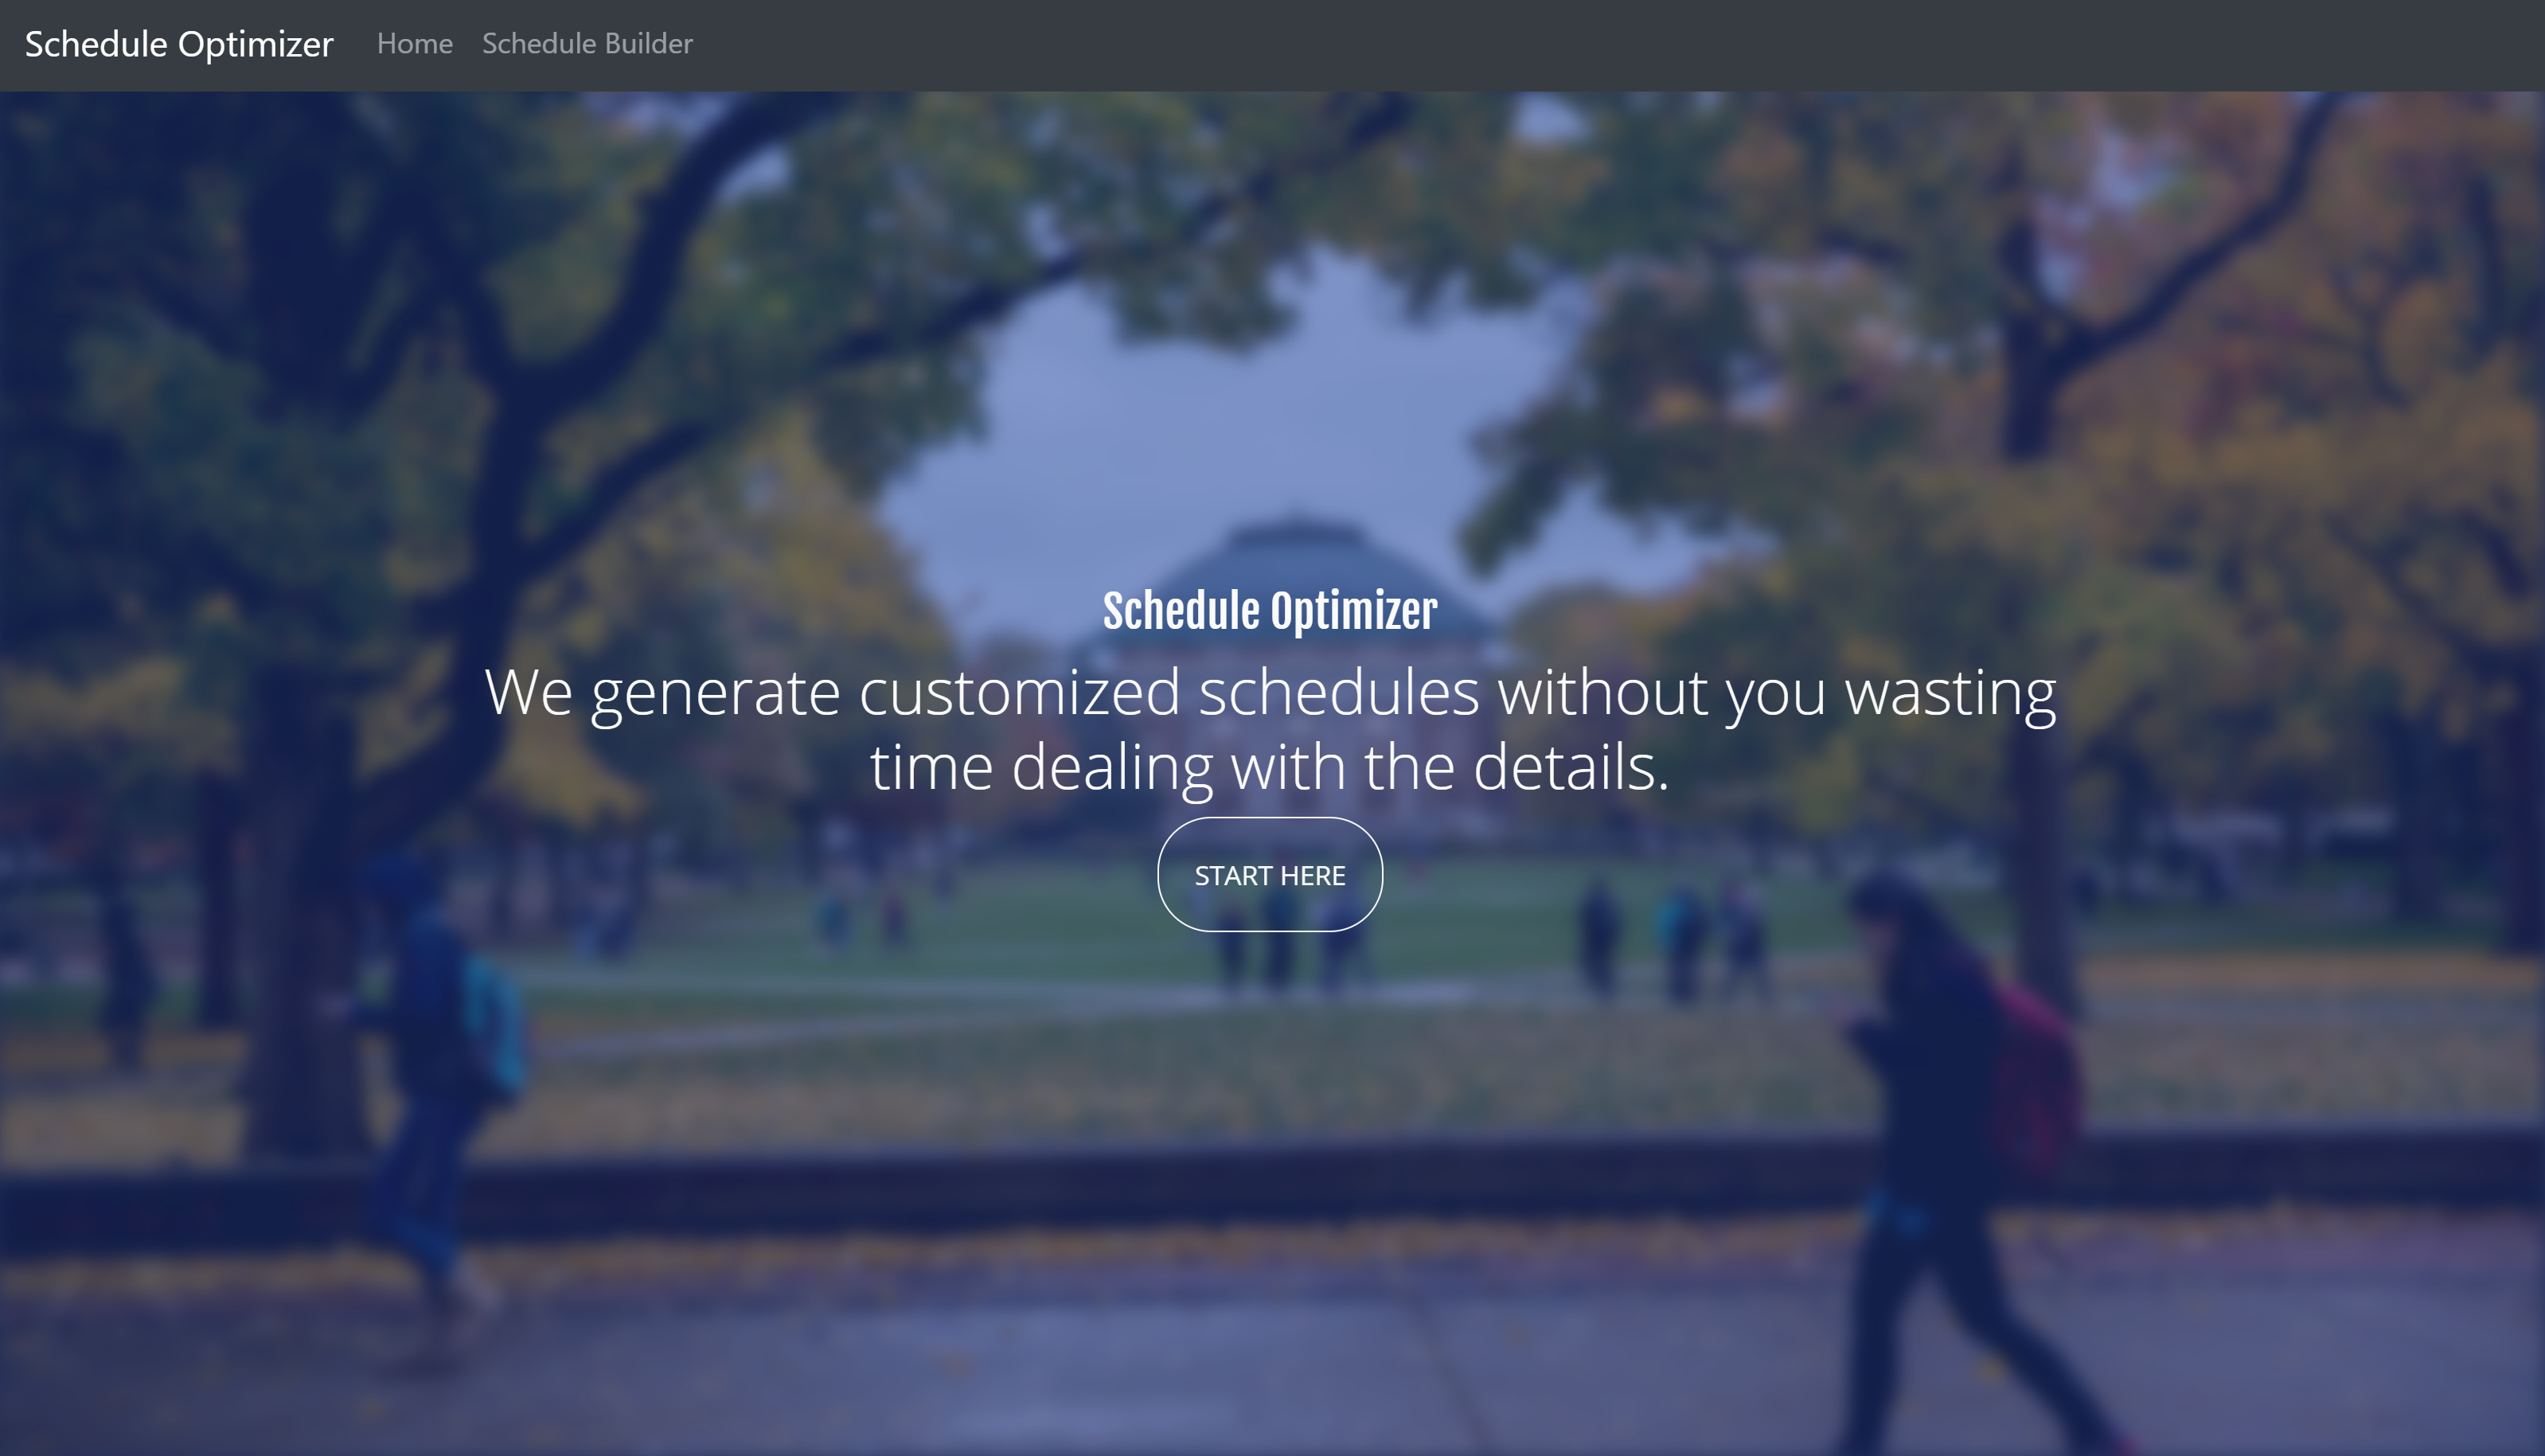 Schedule Optimizer Home Schedule Builder
Schedule Optimizer
We generate customized schedules without you wasting
time dealing with the details.
START HERE